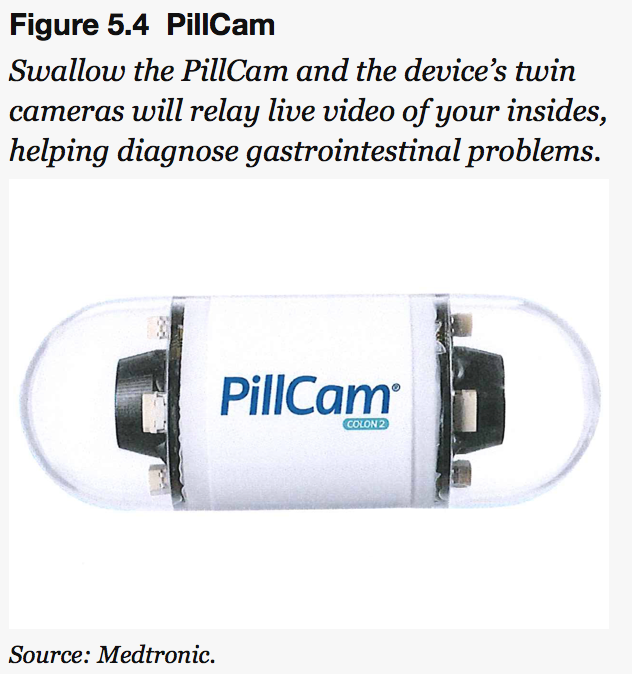 Figure 5.4 PillCam
Swallow the PillCam and the device’s twin
cameras will relay live video of your insides,
helping diagnose gastrointestinal problems.
PillCam®
COLON 2
Source: Medtronic.